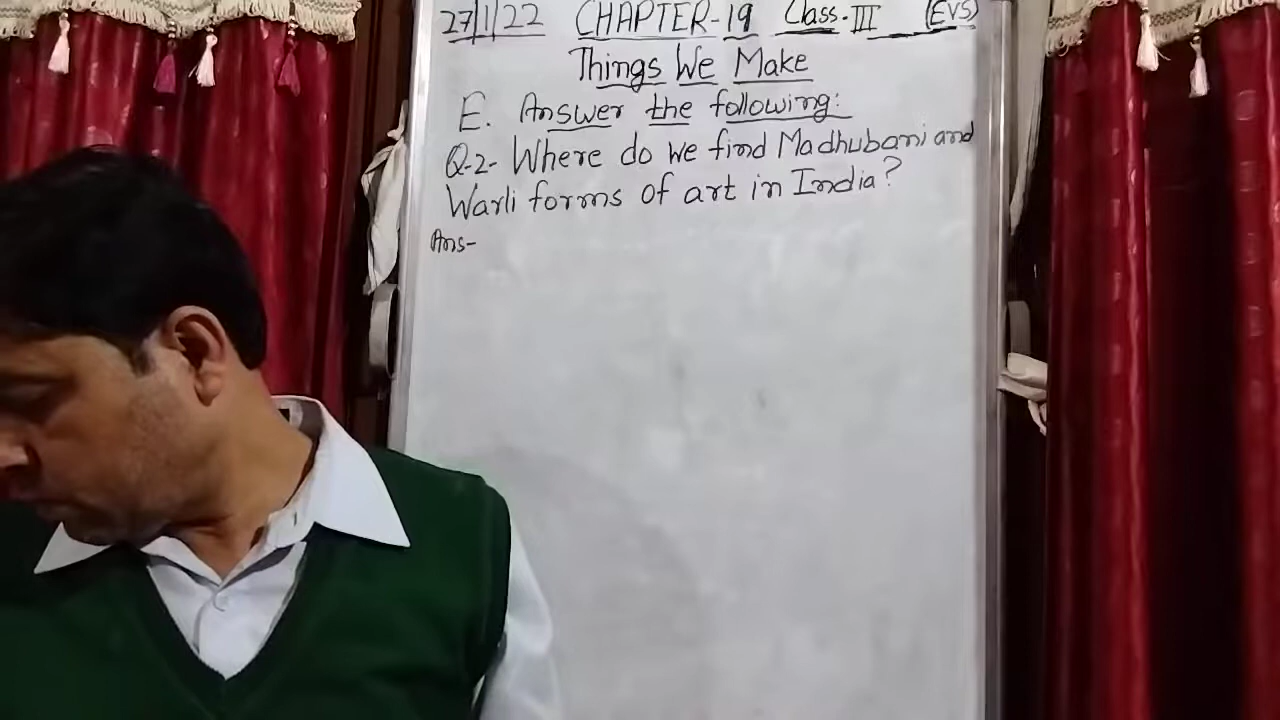 27/1/22 CHAPTER-19 Class-III (EVS)
Things We Make
E. Answer the following:
Q-2- Where do we find Madhubani and
Warli forms of art in India?
Ans-